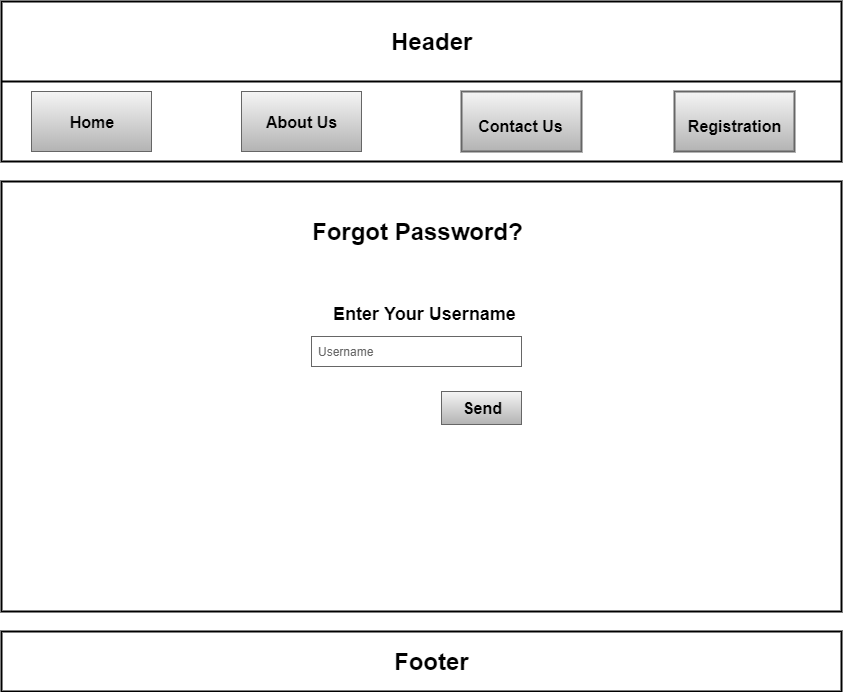 Header
Home
About Us
Contact Us
Registration
Forgot Password?
Enter Your Username
Username
Send
Footer